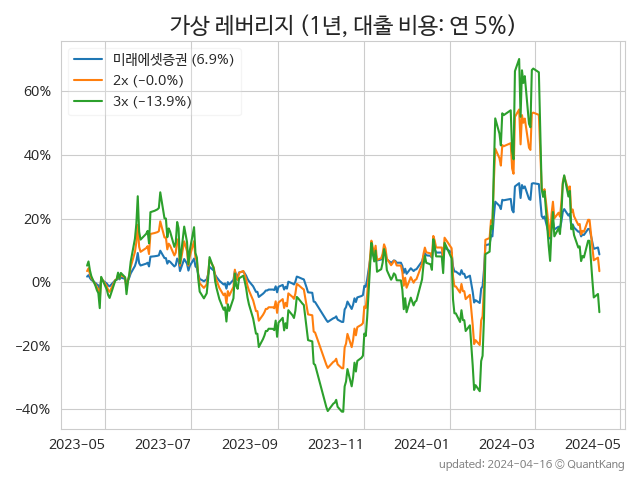 가상 레버리지 (1년, 대출 비용: 연 5%)
미래에셋증권 (6.9%)
2x (−0.0%)
3x (−13.9%)
60%
40%
20%
0%
−20%
−40%
2023-05 2023-07 2023-09 2023-11 2024-01 2024-03 2024-05
updated: 2024-04-16 © QuantKang